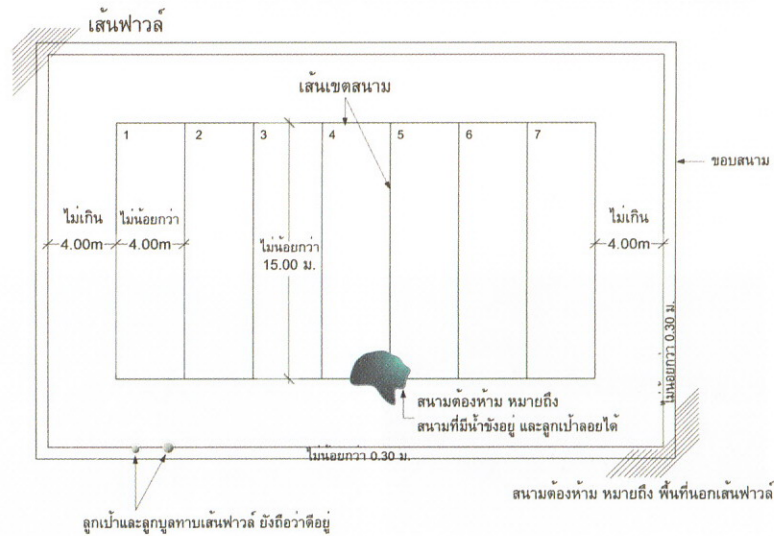 เส้นฟาวล์
เส้นเขตสนาม
1 2 3 4 5 6 7
ขอบสนาม
ไม่เกิน
4.00m
ไม่น้อยกว่า
4.00m
ไม่น้อยกว่า
15.00 ม.
ไม่เกิน
4.00m
ไม่น้อยกว่า 0.30 ม.
สนามต้องห้าม หมายถึง
สนามที่มีน้ำขังอยู่ และลูกเป้าลอยได้
ไม่น้อยกว่า 0.30 ม.
สนามต้องห้าม หมายถึง พื้นที่นอกเส้นฟาวล์
ลูกเป้าและลูกบูลทาบเส้นฟาวล์ ยังถือว่าดีอยู่